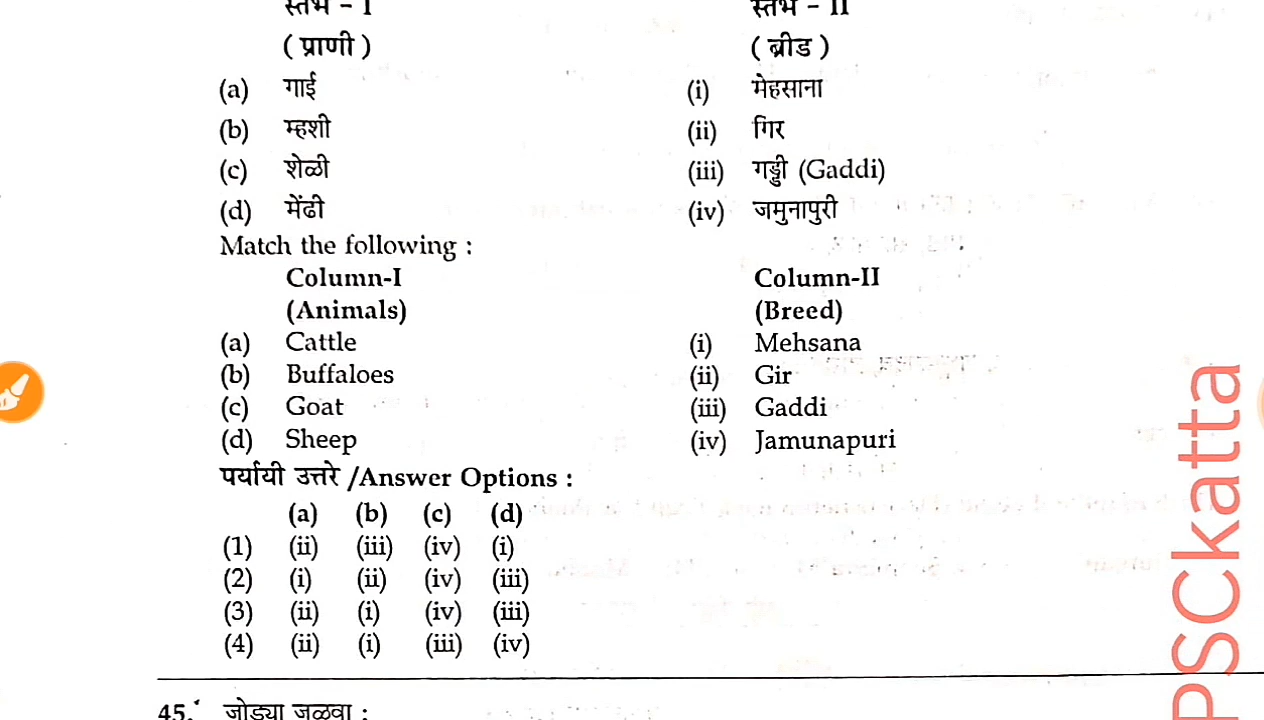 स्तंभ – I स्तंभ – II
( प्राणी ) ( ब्रीड )
(a) गाई (i) मेहसाना
(b) म्हशी (ii) गिर
(c) शेळी (iii) गड्डी (Gaddi)
(d) मेंढी (iv) जमुनापुरी
Match the following :
Column-I Column-II
(Animals) (Breed)
(a) Cattle (i) Mehsana
(b) Buffaloes (ii) Gir
(c) Goat (iii) Gaddi
(d) Sheep (iv) Jamunapuri
पर्यायी उत्तरे /Answer Options :
(a) (b) (c) (d)
(1) (ii) (iii) (iv) (i)
(2) (i) (ii) (iv) (iii)
(3) (ii) (i) (iv) (iii)
(4) (ii) (i) (iii) (iv)
45. जोड्या जुळवा :
PSCkatta